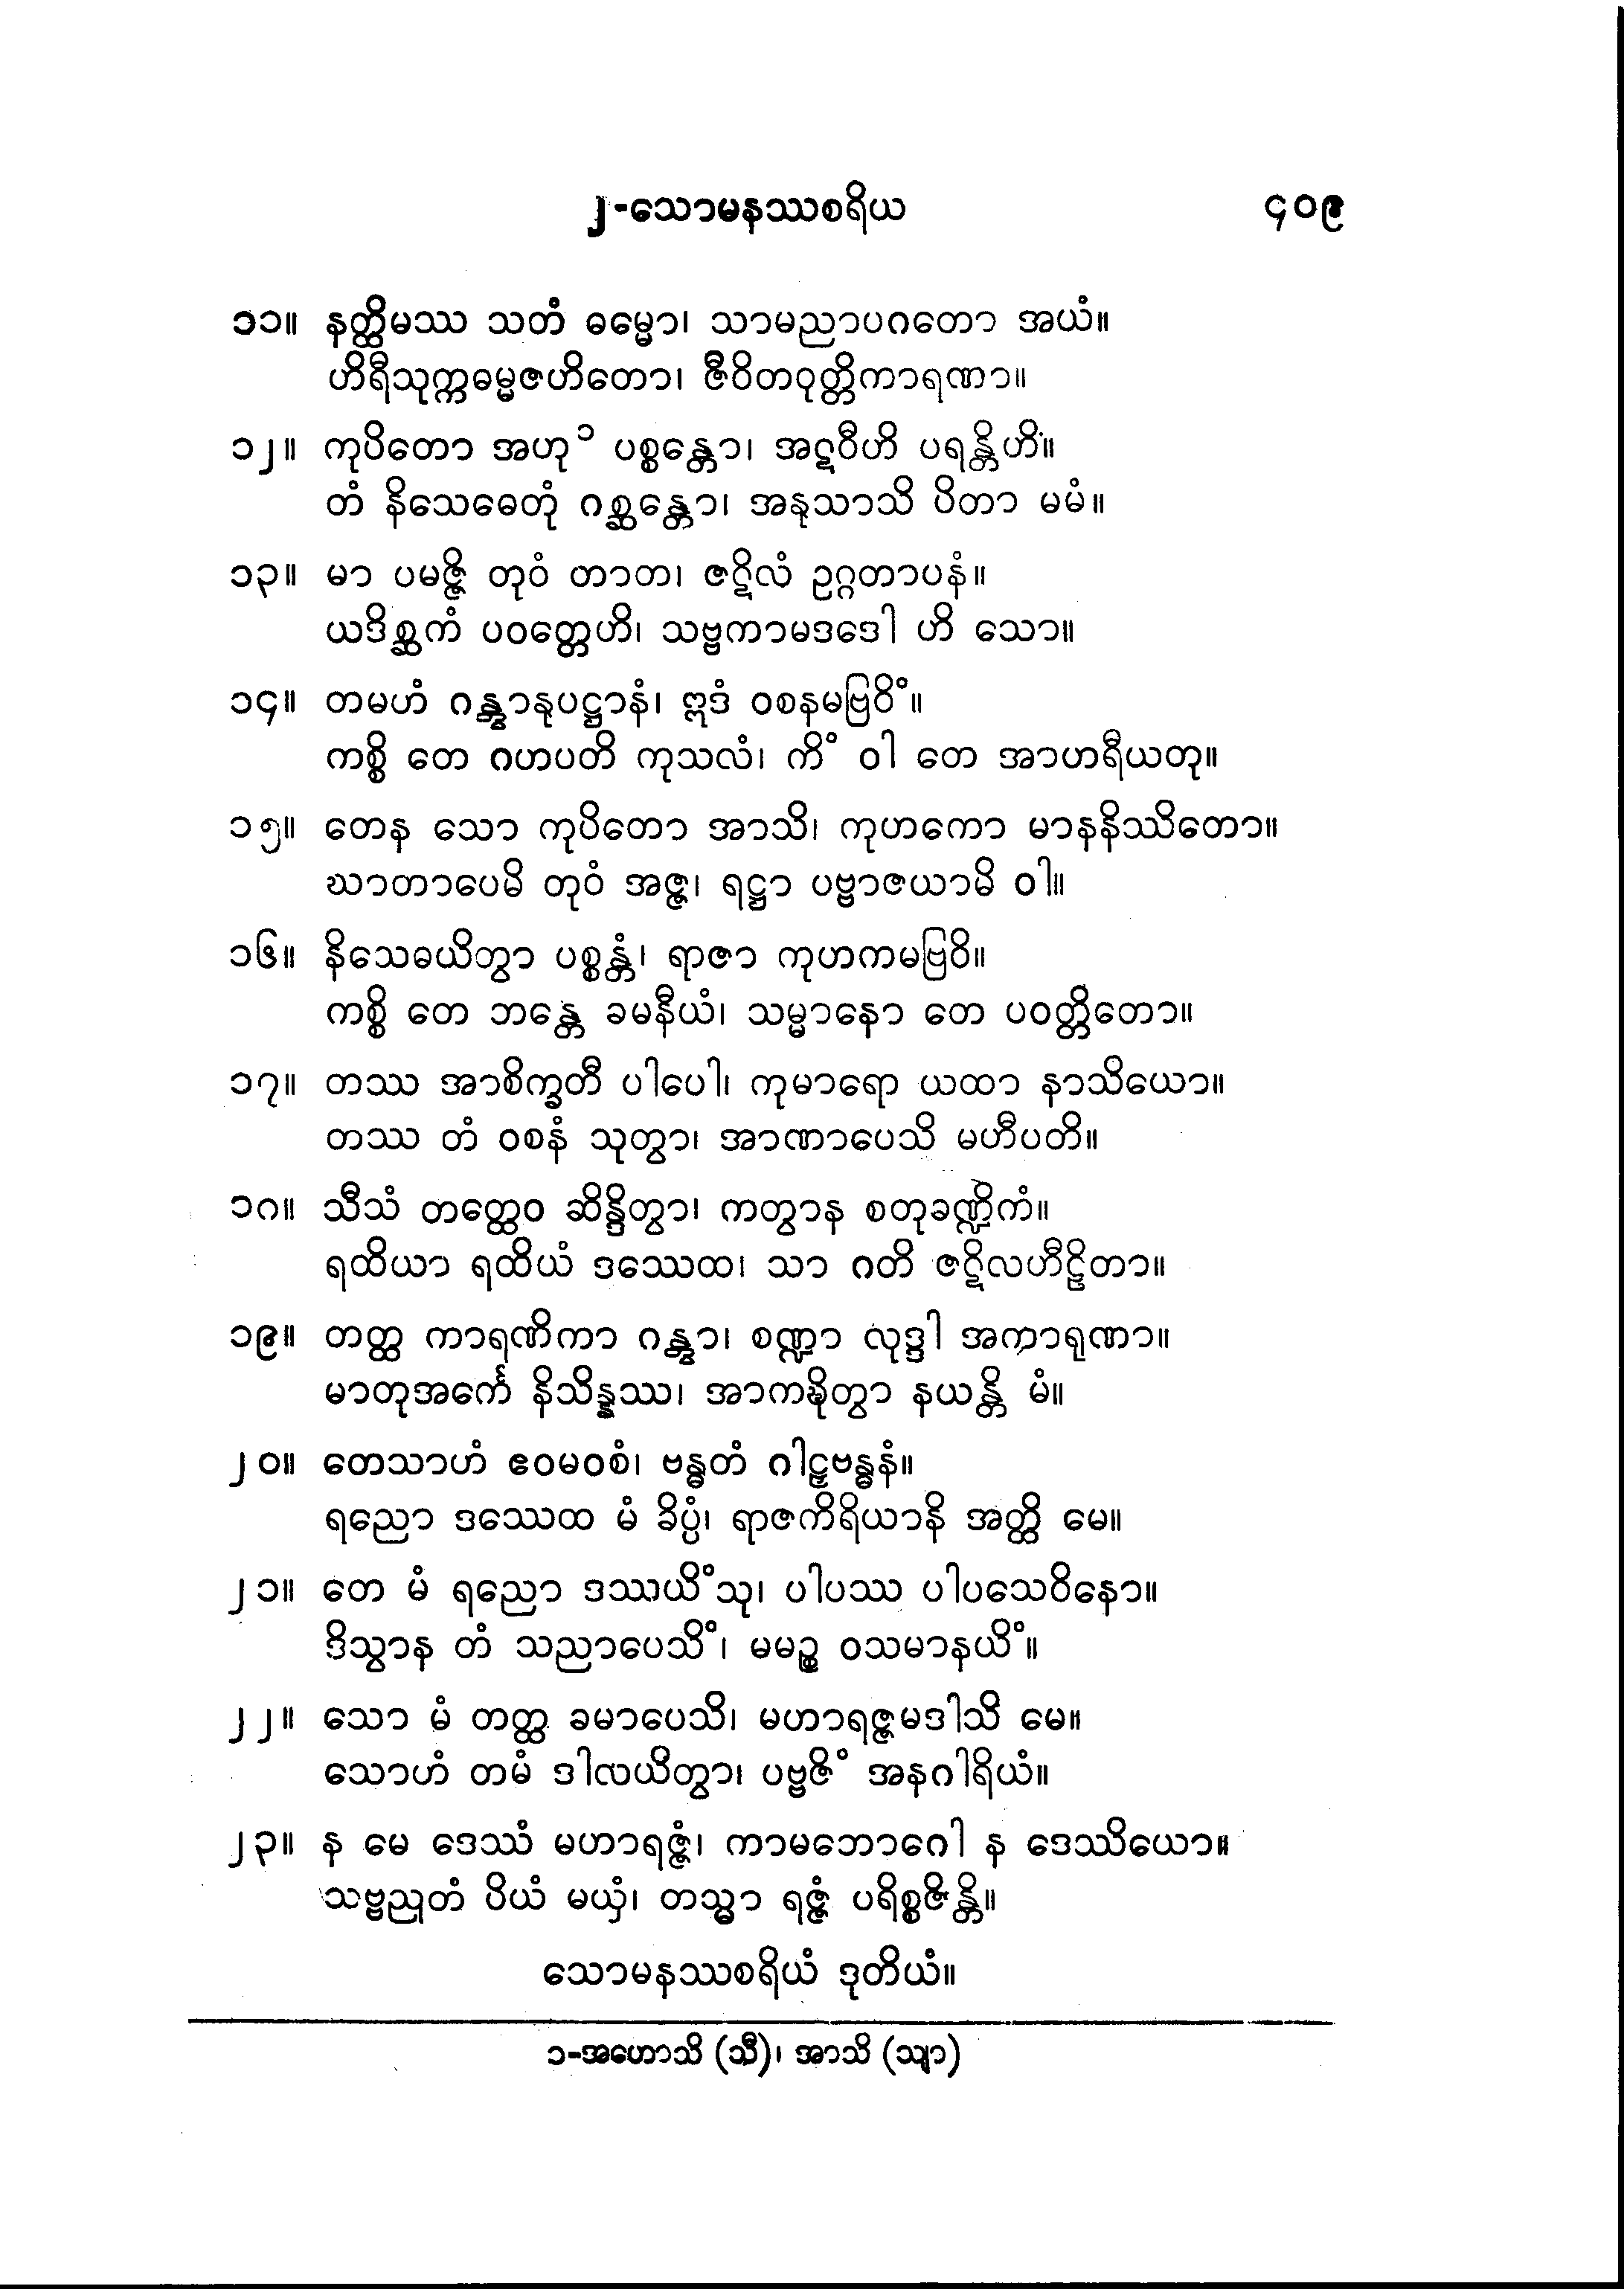 ၂-သောမနဿစရိယ ၄၀၉
၁၁။ နတ္ထိမဿ သတံ ဓမ္မော၊ သာမညာပဂတော အယံ။
ဟိရီသုက္ကဓမ္မဇဟိတော၊ ဇီဝိတဝုတ္တိကာရဏာ။
၁၂။ ကုပိတော အဟု ၁ ပစ္စန္တော၊ အဋဝီဟိ ပရန္တိဟိ။
တံ နိသေဓေတုံ ဂစ္ဆန္တော၊ အနုသာသိ ပိတာ မမံ။
၁၃။ မာ ပမဇ္ဇိ တုဝံ တာတ၊ ဇဋိလံ ဥဂ္ဂတာပနံ။
ယဒိစ္ဆကံ ပဝတ္တေဟိ၊ သဗ္ဗကာမဒဒေါ ဟိ သော။
၁၄။ တမဟံ ဂန္တွာနုပဋ္ဌာနံ၊ ဣဒံ ဝစနမဗြဝိံ။
ကစ္စိ တေ ဂဟပတိ ကုသလံ၊ ကိံ ဝါ တေ အာဟရီယတု။
၁၅။ တေန သော ကုပိတော အာသိ၊ ကုဟကော မာနနိဿိတော။
ဃာတာပေမိ တုဝံ အဇ္ဇ၊ ရဋ္ဌာ ပဗ္ဗာဇယာမိ ဝါ။
၁၆။ နိသေဓယိတွာ ပစ္စန္တံ၊ ရာဇာ ကုဟကမဗြဝိ။
ကစ္စိ တေ ဘန္တေ ခမနီယံ၊ သမ္မာနော တေ ပဝတ္တိတော။
၁၇။ တဿ အာစိက္ခတီ ပါပေါ၊ ကုမာရော ယထာ နာသိယော။
တဿ တံ ဝစနံ သုတွာ၊ အာဏာပေသိ မဟီပတိ။
၁၈။ သီသံ တတ္ထေဝ ဆိန္ဒိတွာ၊ ကတွာန စတုခဏ္ဍိကံ။
ရထိယာ ရထိယံ ဒဿေထ၊ သာ ဂတိ ဇဋိလဟီဠိတာ။
၁၉။ တတ္ထ ကာရဏိကာ ဂန္တွာ၊ စဏ္ဍာ လုဒ္ဒါ အကာရုဏာ။
မာတုအင်္ကေ နိသိန္နဿ၊ အာကဍ္ဎိတွာ နယန္တိ မံ။
၂၀။ တေသာဟံ ဧဝမဝစံ၊ ဗန္ဓတံ ဂါဠှဗန္ဓနံ။
ရညော ဒဿေထ မံ ခိပ္ပံ၊ ရာဇကိရိယာနိ အတ္ထိ မေ။
၂၁။ တေ မံ ရညော ဒဿယိံသု၊ ပါပဿ ပါပသေဝိနော။
ဒိသွာန တံ သညာပေသိံ၊ မမဉ္စ ဝသမာနယိံ။
၂၂။ သော မံ တတ္ထ ခမာပေသိ၊ မဟာရဇ္ဇမဒါသိ မေ။
သောဟံ တမံ ဒါလယိတွာ၊ ပဗ္ဗဇိံ အနဂါရိယံ။
၂၃။ န မေ ဒေဿံ မဟာရဇ္ဇံ၊ ကာမဘောဂေါ န ဒေဿိယော။
သဗ္ဗညုတံ ပိယံ မယှံ၊ တသ္မာ ရဇ္ဇံ ပရိစ္စဇိန္တိ။
သောမနဿစရိယံ ဒုတိယံ။
၁-အဟောသိ (သီ)၊ အာသိ (သျာ)